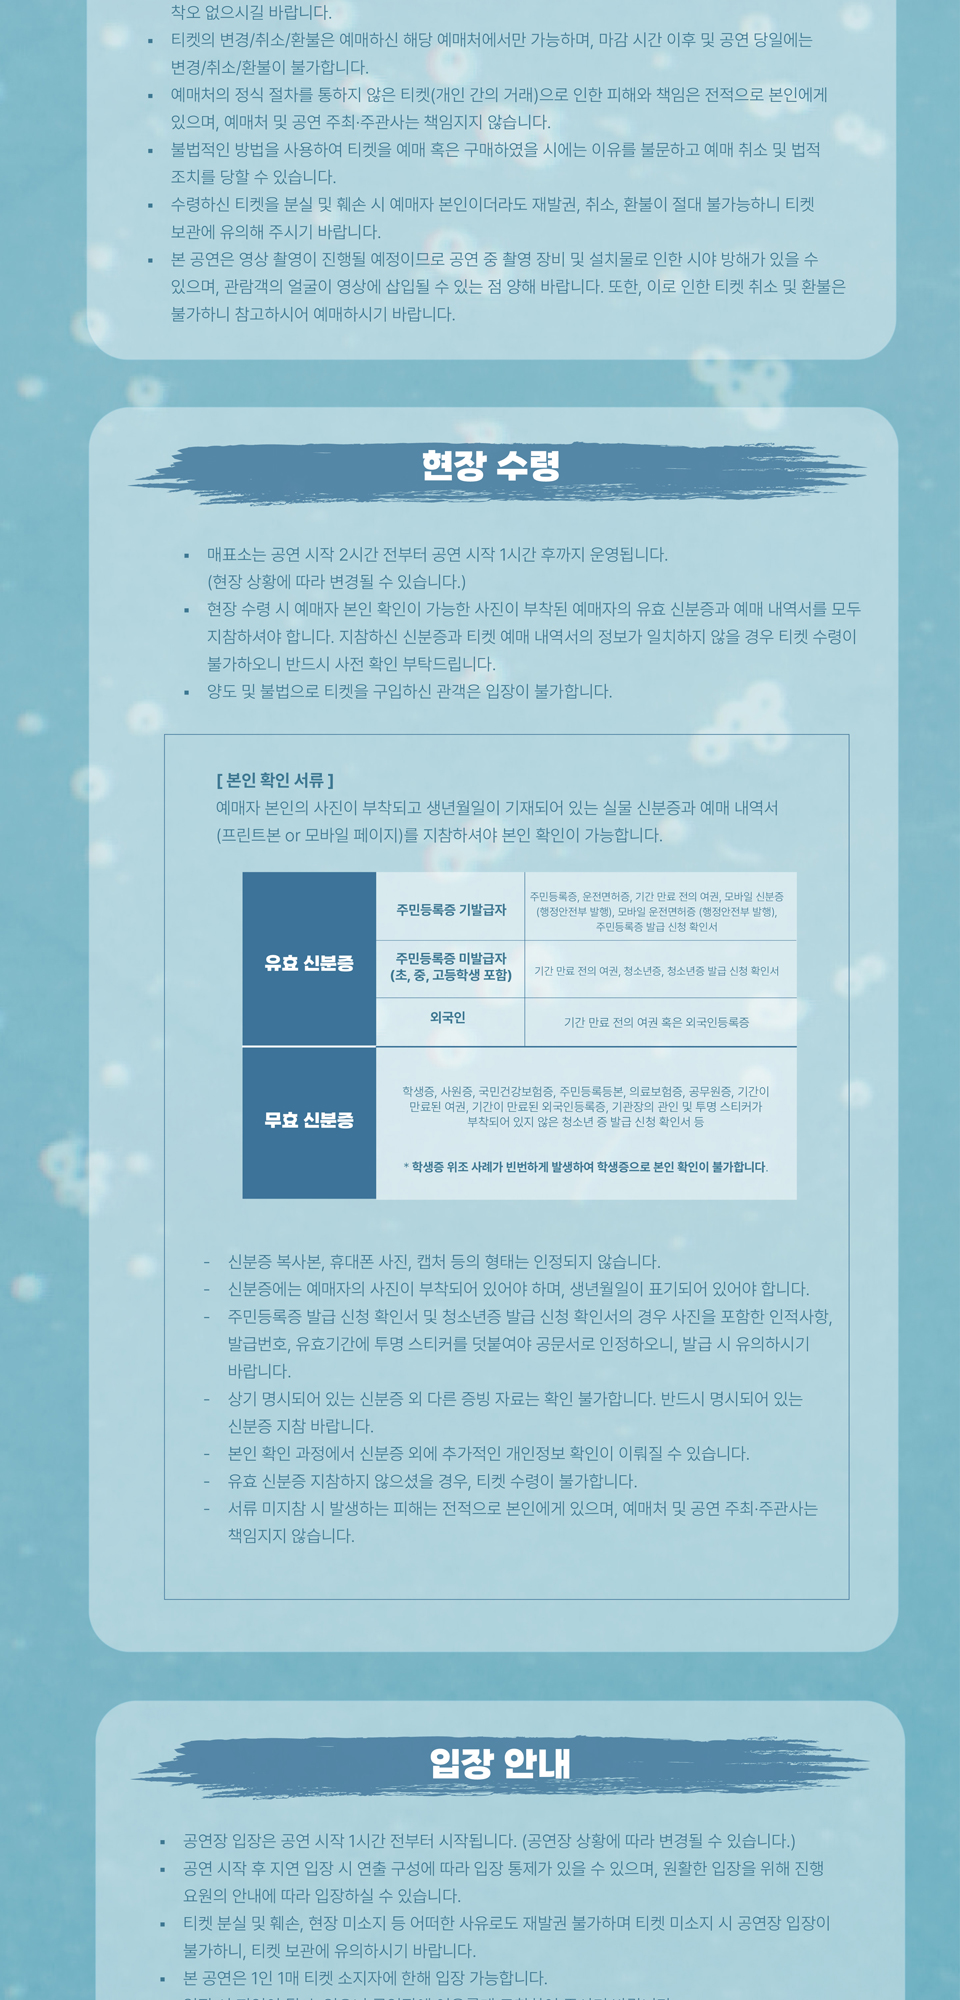 착오 없으시길 바랍니다.
▪ 티켓의 변경/취소/환불은 예매하신 해당 예매처에서만 가능하며, 마감 시간 이후 및 공연 당일에는
변경/취소/환불이 불가합니다.
▪ 예매처의 정식 절차를 통하지 않은 티켓(개인 간의 거래)으로 인한 피해와 책임은 전적으로 본인에게
있으며, 예매처 및 공연 주최·주관사는 책임지지 않습니다.
▪ 불법적인 방법을 사용하여 티켓을 예매 혹은 구매하였을 시에는 이유를 불문하고 예매 취소 및 법적
조치를 당할 수 있습니다.
▪ 수령하신 티켓을 분실 및 훼손 시 예매자 본인이더라도 재발권, 취소, 환불이 절대 불가능하니 티켓
보관에 유의해 주시기 바랍니다.
▪ 본 공연은 영상 촬영이 진행될 예정이므로 공연 중 촬영 장비 및 설치물로 인한 시야 방해가 있을 수
있으며, 관람객의 얼굴이 영상에 삽입될 수 있는 점 양해 바랍니다. 또한, 이로 인한 티켓 취소 및 환불은
불가하니 참고하시어 예매하시기 바랍니다.
현장 수령
▪ 매표소는 공연 시작 2시간 전부터 공연 시작 1시간 후까지 운영됩니다.
(현장 상황에 따라 변경될 수 있습니다.)
▪ 현장 수령 시 예매자 본인 확인이 가능한 사진이 부착된 예매자의 유효 신분증과 예매 내역서를 모두
지참하셔야 합니다. 지참하신 신분증과 티켓 예매 내역서의 정보가 일치하지 않을 경우 티켓 수령이
불가하오니 반드시 사전 확인 부탁드립니다.
▪ 양도 및 불법으로 티켓을 구입하신 관객은 입장이 불가합니다.
[ 본인 확인 서류 ]
예매자 본인의 사진이 부착되고 생년월일이 기재되어 있는 실물 신분증과 예매 내역서
(프린트본 or 모바일 페이지)를 지참하셔야 본인 확인이 가능합니다.
유효 신분증
주민등록증 기발급자
주민등록증, 운전면허증, 기간 만료 전의 여권, 모바일 신분증
(행정안전부 발행), 모바일 운전면허증 (행정안전부 발행),
주민등록증 발급 신청 확인서
주민등록증 미발급자
(초, 중, 고등학생 포함)
기간 만료 전의 여권, 청소년증, 청소년증 발급 신청 확인서
외국인
기간 만료 전의 여권 혹은 외국인등록증
무효 신분증
학생증, 사원증, 국민건강보험증, 주민등록등본, 의료보험증, 공무원증, 기간이
만료된 여권, 기간이 만료된 외국인등록증, 기관장의 관인 및 투명 스티커가
부착되어 있지 않은 청소년 증 발급 신청 확인서 등
* 학생증 위조 사례가 빈번하게 발생하여 학생증으로 본인 확인이 불가합니다.
- 신분증 복사본, 휴대폰 사진, 캡처 등의 형태는 인정되지 않습니다.
- 신분증에는 예매자의 사진이 부착되어 있어야 하며, 생년월일이 표기되어 있어야 합니다.
- 주민등록증 발급 신청 확인서 및 청소년증 발급 신청 확인서의 경우 사진을 포함한 인적사항,
발급번호, 유효기간에 투명 스티커를 덧붙여야 공문서로 인정하오니, 발급 시 유의하시기
바랍니다.
- 상기 명시되어 있는 신분증 외 다른 증빙 자료는 확인 불가합니다. 반드시 명시되어 있는
신분증 지참 바랍니다.
- 본인 확인 과정에서 신분증 외에 추가적인 개인정보 확인이 이뤄질 수 있습니다.
- 유효 신분증 지참하지 않으셨을 경우, 티켓 수령이 불가합니다.
- 서류 미지참 시 발생하는 피해는 전적으로 본인에게 있으며, 예매처 및 공연 주최·주관사는
책임지지 않습니다.
입장 안내
▪ 공연장 입장은 공연 시작 1시간 전부터 시작됩니다. (공연장 상황에 따라 변경될 수 있습니다.)
▪ 공연 시작 후 지연 입장 시 연출 구성에 따라 입장 통제가 있을 수 있으며, 원활한 입장을 위해 진행
요원의 안내에 따라 입장하실 수 있습니다.
▪ 티켓 분실 및 훼손, 현장 미소지 등 어떠한 사유로도 재발권 불가하며 티켓 미소지 시 공연장 입장이
불가하니, 티켓 보관에 유의하시기 바랍니다.
▪ 본 공연은 1인 1매 티켓 소지자에 한해 입장 가능합니다.